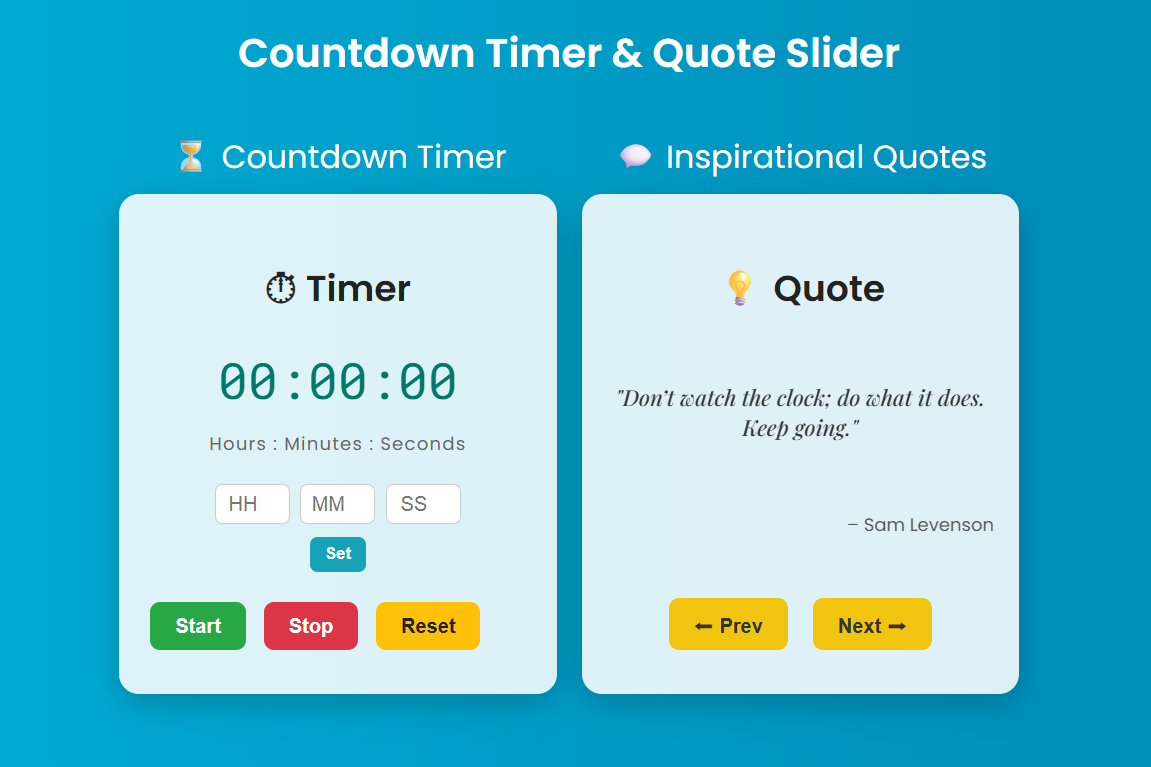 Countdown Timer & Quote Slider
⏳ Countdown Timer
⏱ Timer
00:00:00
Hours : Minutes : Seconds
HH MM SS
Set
Start Stop Reset
💬 Inspirational Quotes
💡 Quote
"Don’t watch the clock; do what it does.
Keep going."
– Sam Levenson
⬅ Prev Next ➡